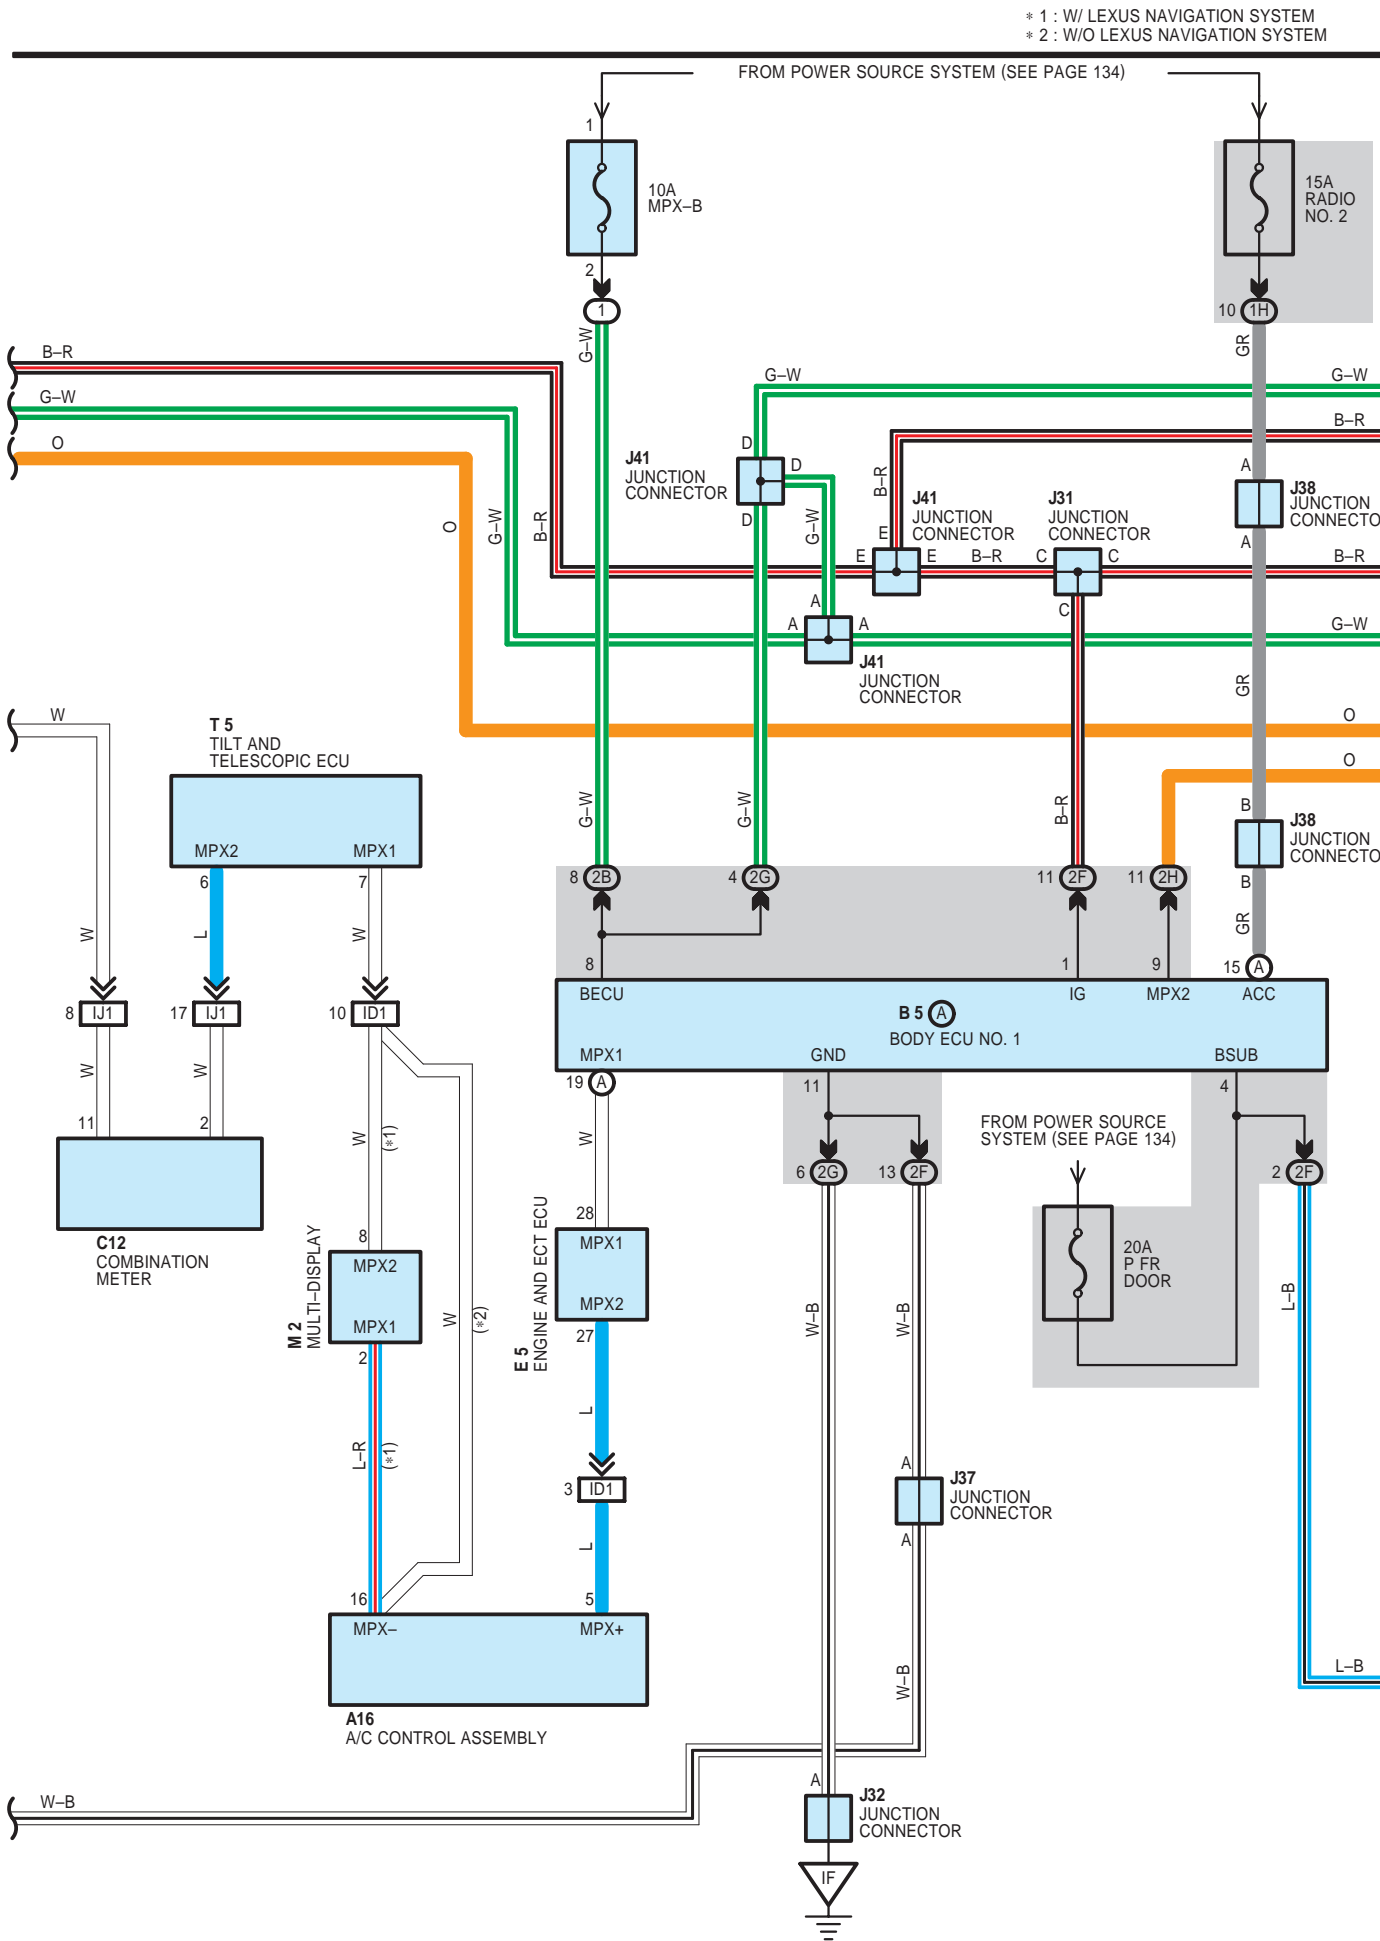 * 1 : W/ LEXUS NAVIGATION SYSTEM
* 2 : W/O LEXUS NAVIGATION SYSTEM
FROM POWER SOURCE SYSTEM (SEE PAGE 134)
1
10A
MPX–B
2
1
15A
RADIO
NO. 2
10 1H
GR
G–W
B–R
G–W
O
G–W
G–W
B–R
D
D
D
J41
JUNCTION
CONNECTOR
G–W
B–R
O
G–W
B–R
E
E
E
J41
JUNCTION
CONNECTOR
B–R
J31
JUNCTION
CONNECTOR
C
C
C
A
J38
JUNCTION
CONNECTO
A
B–R
A
A
A
J41
JUNCTION
CONNECTOR
G–W
GR
W
T 5
TILT AND
TELESCOPIC ECU
O
O
G–W
G–W
B–R
B
J38
JUNCTION
CONNECTO
B
GR
MPX2
MPX1
6
7
W
L
W
8 2B
4 2G
11 2F
11 2H
8
1
9
15 A
BECU
IG
MPX2
ACC
B 5 A
BODY ECU NO. 1
MPX1
GND
BSUB
8 IJ1
17 IJ1
10 ID1
W
W
11
2
C12
COMBINATION
METER
W
(*1)
19 A
W
11
4
FROM POWER SOURCE
SYSTEM (SEE PAGE 134)
6 2G
13 2F
2 2F
8
MPX2
MPX1
2
M 2
MULTI–DISPLAY
W
(*2)
28
MPX1
MPX2
27
E 5
ENGINE AND ECT ECU
20A
P FR
DOOR
W–B
W–B
L–B
L–R
(*1)
L
3 ID1
L
A
J37
JUNCTION
CONNECTOR
A
16
5
MPX–
MPX+
A16
A/C CONTROL ASSEMBLY
W–B
L–B
W–B
A
J32
JUNCTION
CONNECTOR
IF